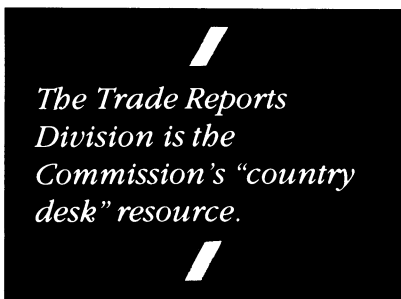 The Trade Reports
Division is the
Commission's “country
desk” resource.